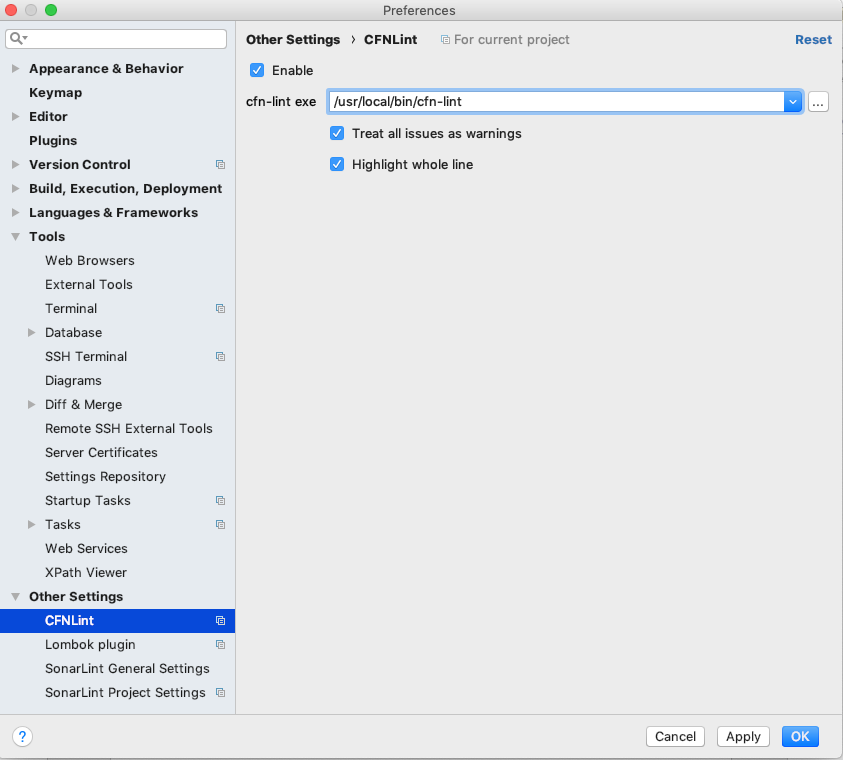 Preferences
Appearance & Behavior
Keymap
Editor
Plugins
Version Control
Build, Execution, Deployment
Languages & Frameworks
Tools
Web Browsers
External Tools
Terminal
Database
SSH Terminal
Diagrams
Diff & Merge
Remote SSH External Tools
Server Certificates
Settings Repository
Startup Tasks
Tasks
Web Services
XPath Viewer
Other Settings
CFNLint
Lombok plugin
SonarLint General Settings
SonarLint Project Settings
Other Settings › CFNLint For current project Reset
Enable
cfn-lint exe /usr/local/bin/cfn-lint ...
Treat all issues as warnings
Highlight whole line
? Cancel Apply OK